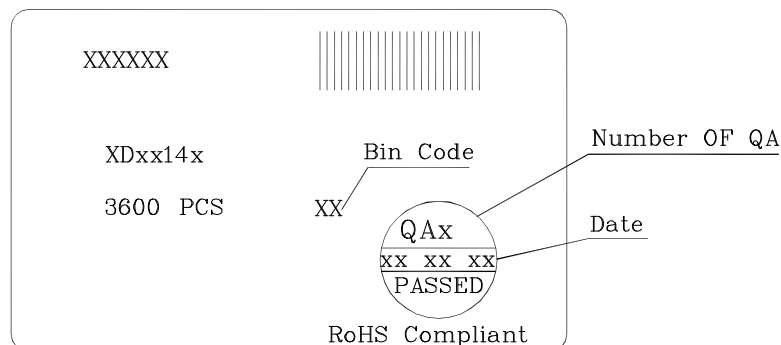 XXXXXX
XDxx14x
Bin Code
Number OF QA
3600 PCS
XX
QAx
Date
xx xx xx
PASSED
RoHS Compliant